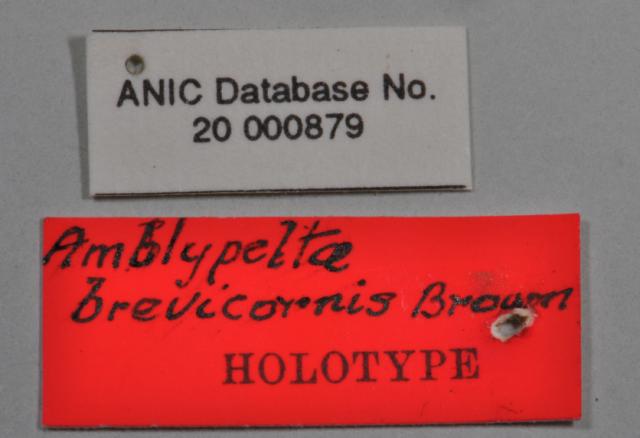 ANIC Database No.
20 000879
Amblypelta
brevicornis Brown
HOLOTYPE